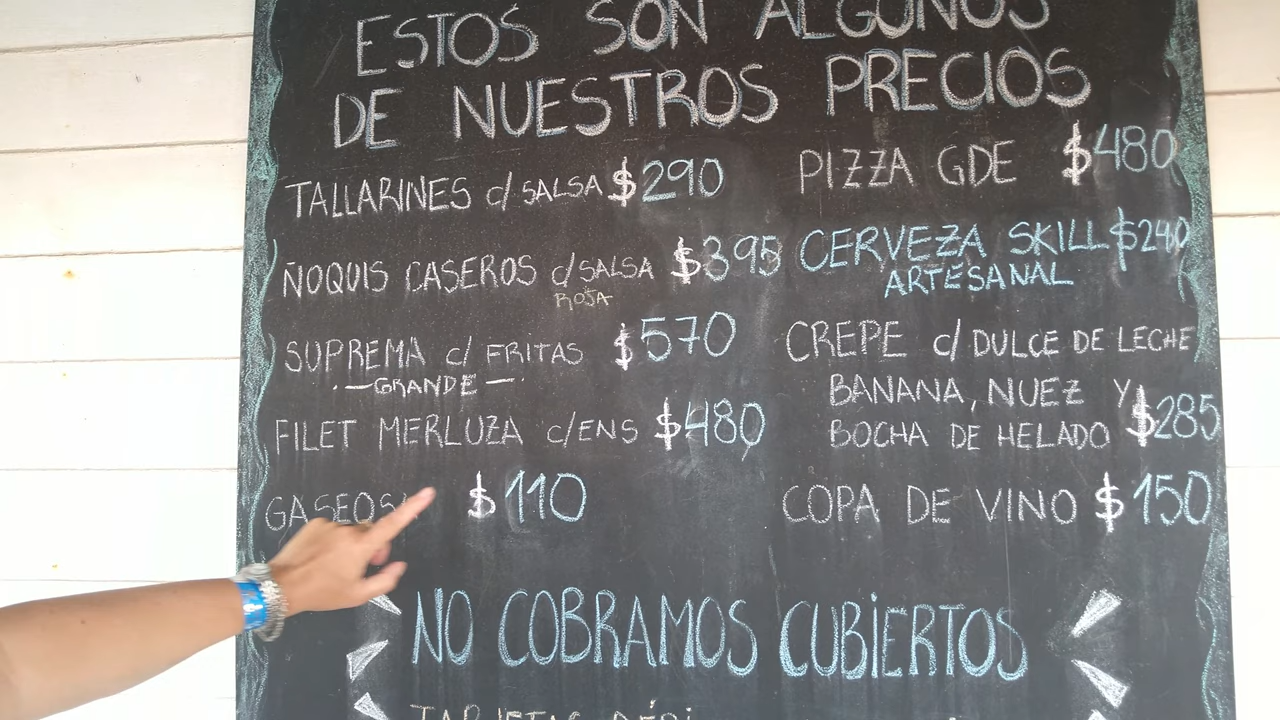 ESTOS SON ALGUNOS
DE NUESTROS PRECIOS
TALLARINES c/ SALSA $290
ÑOQUIS CASEROS c/ SALSA $395
ROJA
SUPREMA c/ FRITAS $570
GRANDE
FILET MERLUZA c/ENS $480
GASEOSA $110
PIZZA GDE $480
CERVEZA SKILL $240
ARTESANAL
CREPE c/ DULCE DE LECHE
BANANA, NUEZ Y
BOCHA DE HELADO $285
COPA DE VINO $150
NO COBRAMOS CUBIERTOS